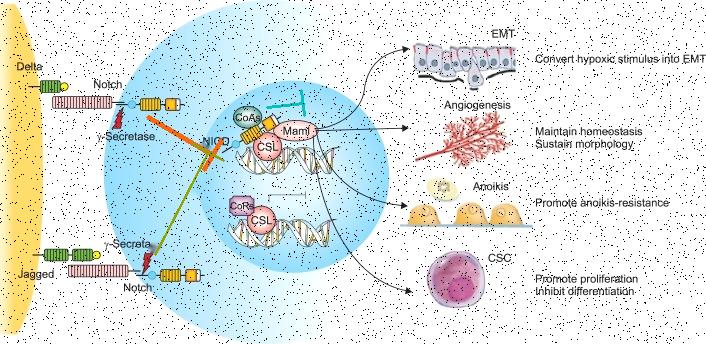 EMT
Delta
Convert hypoxic stimulus into EMT
Notch
Angiogenesis
CoAs
γ-Secretase
NICD
Maml
Maintain homeostasis
Sustain morphology
CSL
Anoikis
CoRs
Promote anoikis-resistance
CSL
γ-Secreta
CSC
Jagged
Notch
Promote proliferation
Inhibit differentiation